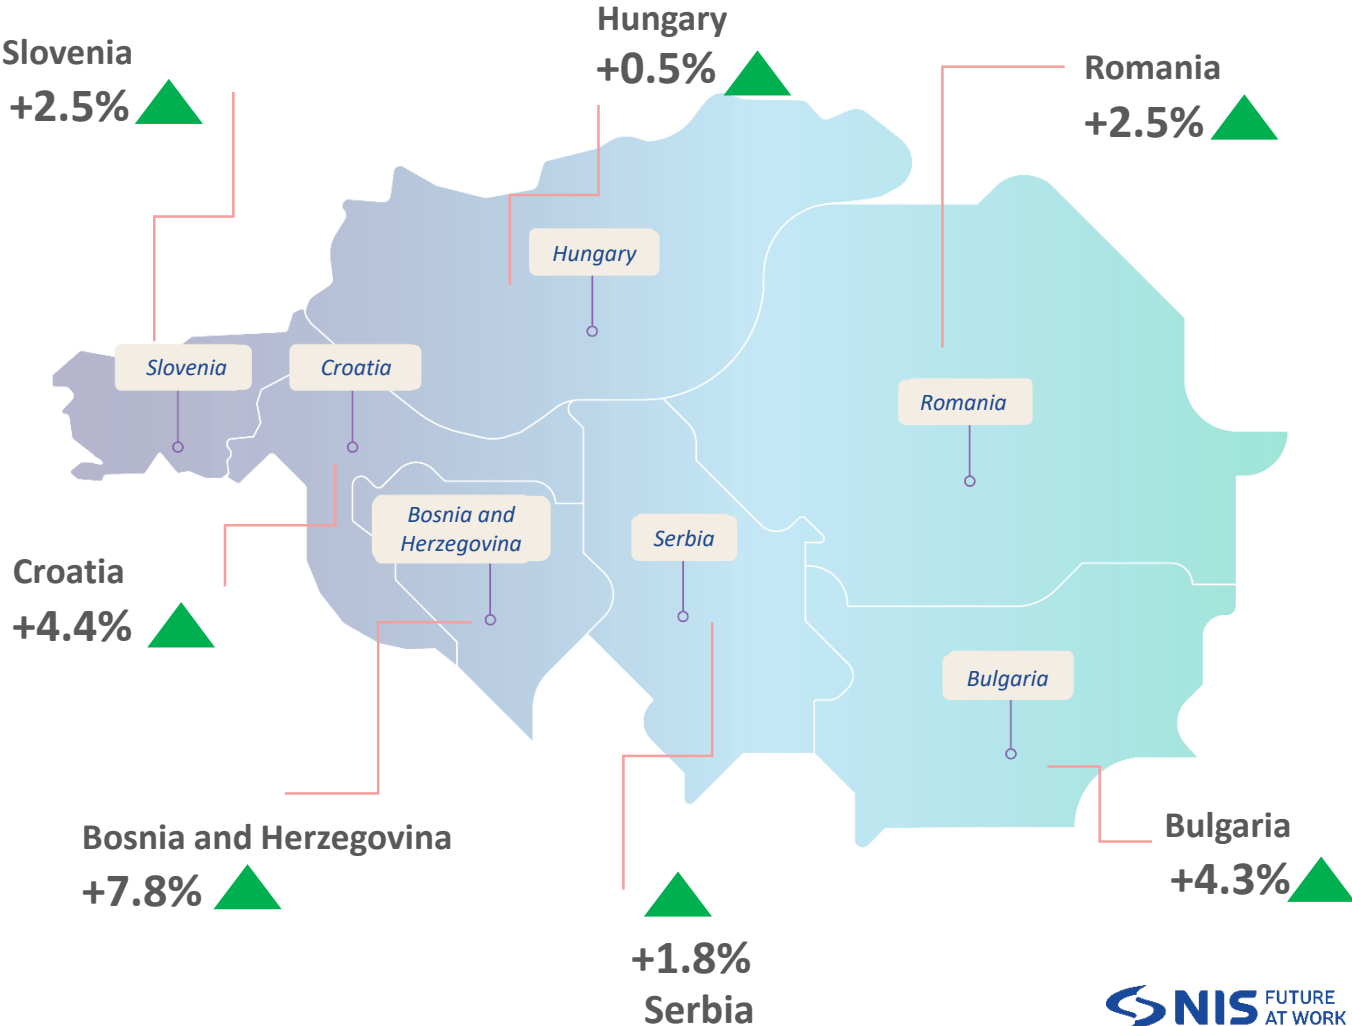 Hungary
+0.5%
Slovenia
+2.5%
Romania
+2.5%
Hungary
Slovenia
Croatia
Romania
Bosnia and
Herzegovina
Serbia
Croatia
+4.4%
Bulgaria
Bosnia and Herzegovina
+7.8%
Bulgaria
+4.3%
+1.8%
Serbia
NIS FUTURE
AT WORK